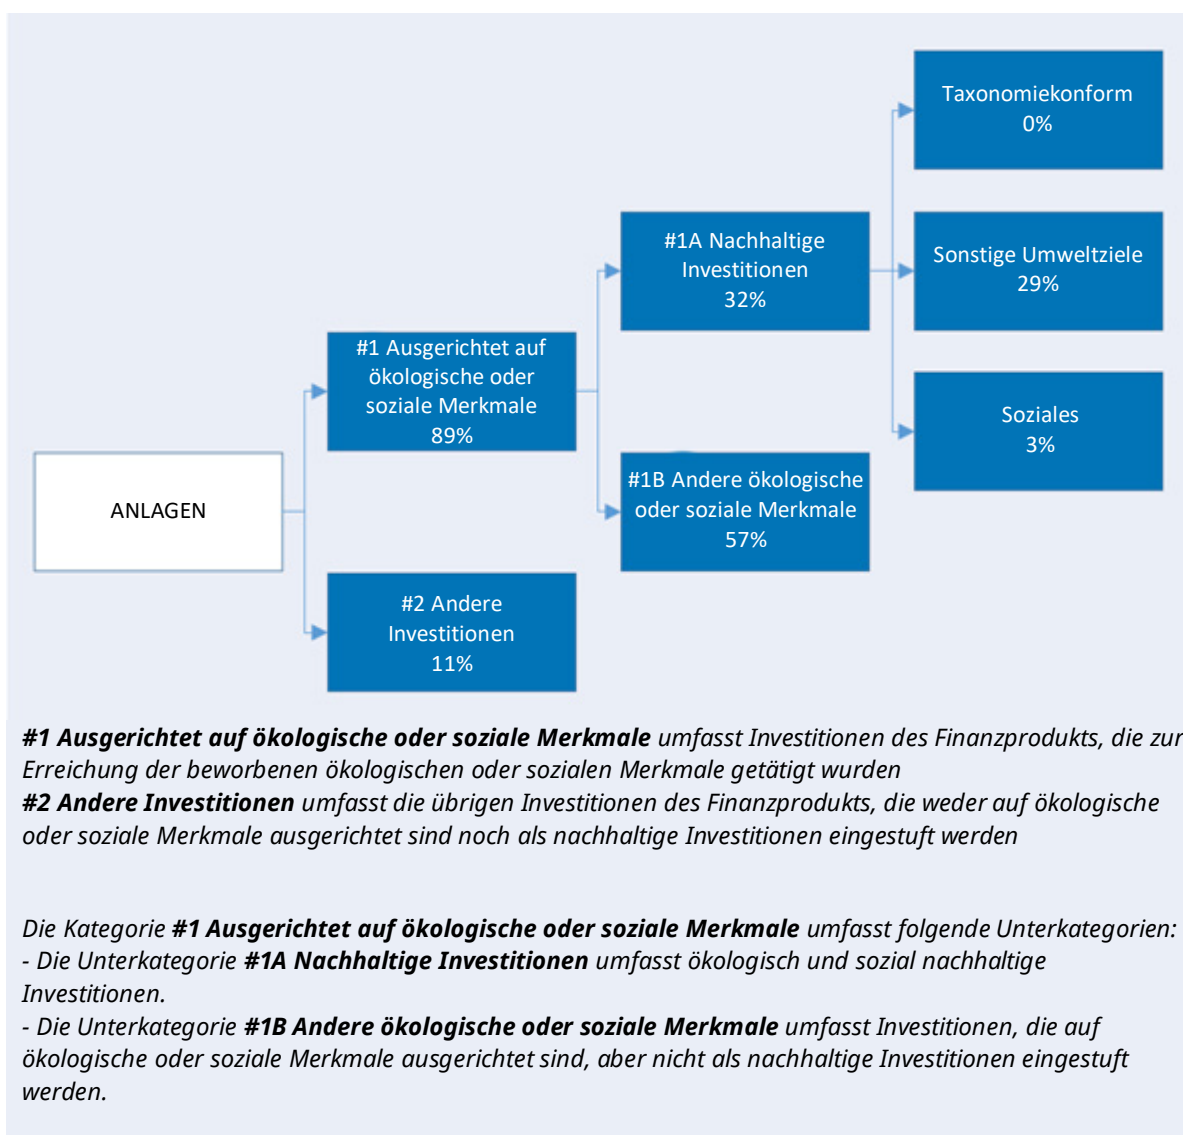 Taxonomiekonform
0%
#1A Nachhaltige
Investitionen
32%
Sonstige Umweltziele
29%
#1 Ausgerichtet auf
ökologische oder
soziale Merkmale
89%
Soziales
3%
ANLAGEN
#1B Andere ökologische
oder soziale Merkmale
57%
#2 Andere
Investitionen
11%
#1 Ausgerichtet auf ökologische oder soziale Merkmale umfasst Investitionen des Finanzprodukts, die zur
Erreichung der beworbenen ökologischen oder sozialen Merkmale getätigt wurden
#2 Andere Investitionen umfasst die übrigen Investitionen des Finanzprodukts, die weder auf ökologische
oder soziale Merkmale ausgerichtet sind noch als nachhaltige Investitionen eingestuft werden
Die Kategorie #1 Ausgerichtet auf ökologische oder soziale Merkmale umfasst folgende Unterkategorien:
- Die Unterkategorie #1A Nachhaltige Investitionen umfasst ökologisch und sozial nachhaltige
Investitionen.
- Die Unterkategorie #1B Andere ökologische oder soziale Merkmale umfasst Investitionen, die auf
ökologische oder soziale Merkmale ausgerichtet sind, aber nicht als nachhaltige Investitionen eingestuft
werden.